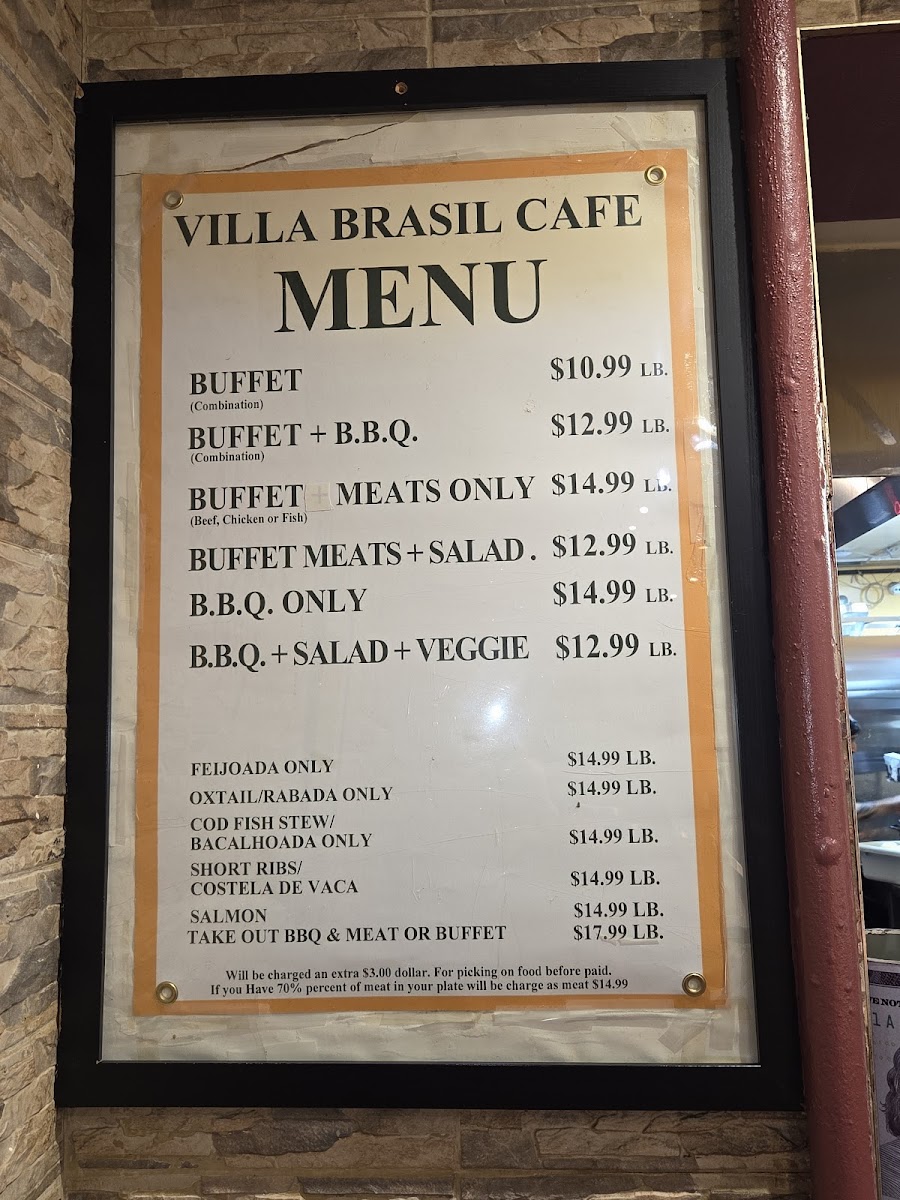 VILLA BRASIL CAFE
MENU
BUFFET $10.99 LB.
(Combination)
BUFFET + B.B.Q. $12.99 LB.
(Combination)
BUFFET + MEATS ONLY $14.99 LB.
(Beef, Chicken or Fish)
BUFFET MEATS + SALAD. $12.99 LB.
B.B.Q. ONLY $14.99 LB.
B.B.Q. + SALAD + VEGGIE $12.99 LB.
FEIJOADA ONLY $14.99 LB.
OXTAIL/RABADA ONLY $14.99 LB.
COD FISH STEW/
BACALHOADA ONLY $14.99 LB.
SHORT RIBS/
COSTELA DE VACA $14.99 LB.
SALMON $14.99 LB.
TAKE OUT BBQ & MEAT OR BUFFET $17.99 LB.
Will be charged an extra $3.00 dollar. For picking on food before paid.
If you Have 70% percent of meat in your plate will be charge as meat $14.99